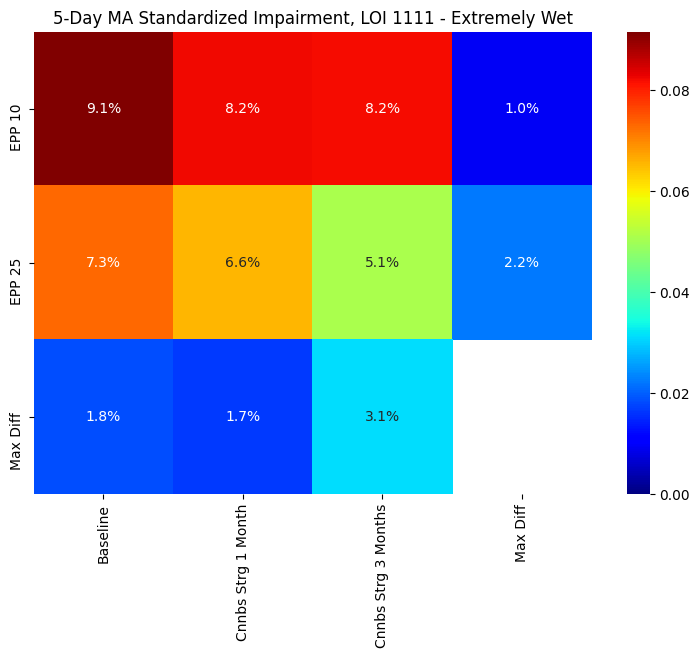 5-Day MA Standardized Impairment, LOI 1111 - Extremely Wet
EPP 10
9.1%
8.2%
8.2%
1.0%
EPP 25
7.3%
6.6%
5.1%
2.2%
Max Diff
1.8%
1.7%
3.1%
Baseline
Cnnbs Strg 1 Month
Cnnbs Strg 3 Months
Max Diff
0.08
0.06
0.04
0.02
0.00